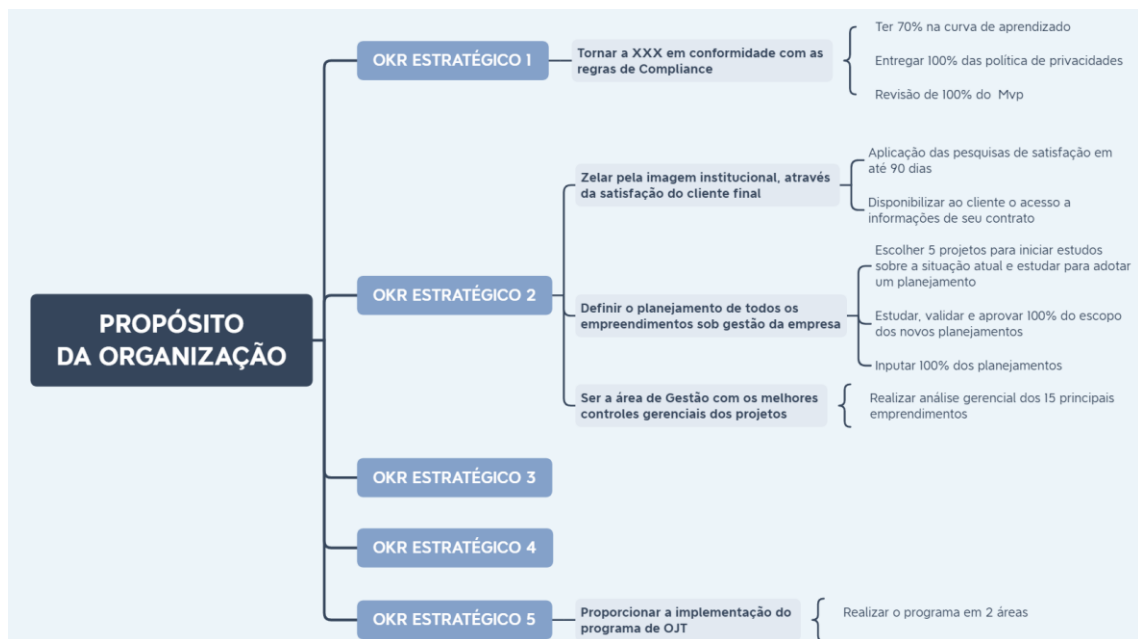 PROPÓSITO
DA ORGANIZAÇÃO
OKR ESTRATÉGICO 1
Tornar a XXX em conformidade com as
regras de Compliance
Ter 70% na curva de aprendizado
Entregar 100% das política de privacidades
Revisão de 100% do Mvp
OKR ESTRATÉGICO 2
Zelar pela imagem institucional, através
da satisfação do cliente final
Aplicação das pesquisas de satisfação em
até 90 dias
Disponibilizar ao cliente o acesso a
informações de seu contrato
Definir o planejamento de todos os
empreendimentos sob gestão da empresa
Escolher 5 projetos para iniciar estudos
sobre a situação atual e estudar para adotar
um planejamento
Estudar, validar e aprovar 100% do escopo
dos novos planejamentos
Inputar 100% dos planejamentos
Ser a área de Gestão com os melhores
controles gerenciais dos projetos
Realizar análise gerencial dos 15 principais
emprendimentos
OKR ESTRATÉGICO 3
OKR ESTRATÉGICO 4
OKR ESTRATÉGICO 5
Proporcionar a implementação do
programa de OJT
Realizar o programa em 2 áreas